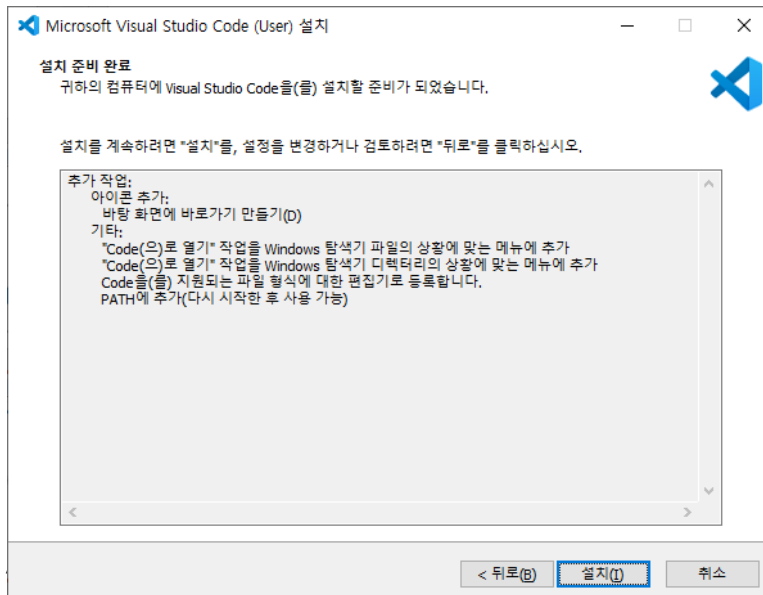 Microsoft Visual Studio Code (User) 설치
설치 준비 완료
귀하의 컴퓨터에 Visual Studio Code을(를) 설치할 준비가 되었습니다.
설치를 계속하려면 "설치"를, 설정을 변경하거나 검토하려면 "뒤로"를 클릭하십시오.
추가 작업:
아이콘 추가:
바탕 화면에 바로가기 만들기(D)
기타:
"Code(으)로 열기" 작업을 Windows 탐색기 파일의 상황에 맞는 메뉴에 추가
"Code(으)로 열기" 작업을 Windows 탐색기 디렉터리의 상황에 맞는 메뉴에 추가
Code을(를) 지원되는 파일 형식에 대한 편집기로 등록합니다.
PATH에 추가(다시 시작한 후 사용 가능)
< 뒤로(B) 설치(I) 취소